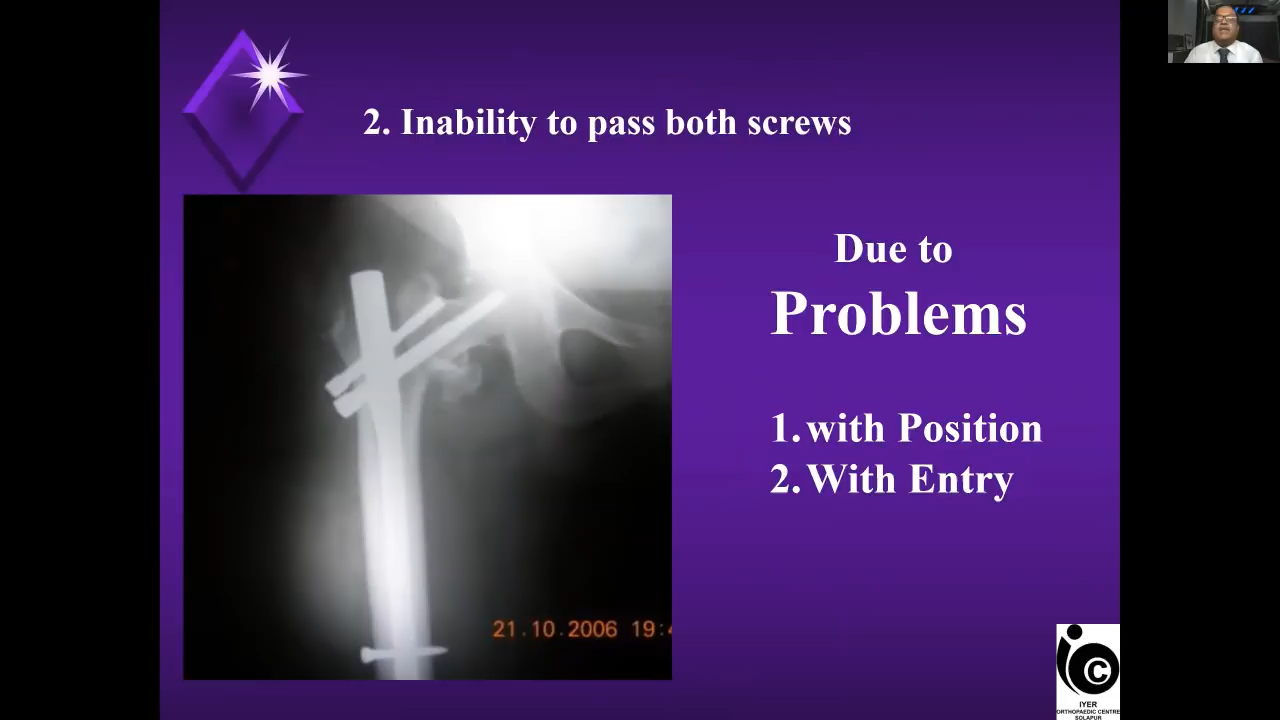 2. Inability to pass both screws
Due to
Problems
1. with Position
2. With Entry
21.10.2006 19:4
C
IYER
ORTHOPAEDIC CENTRE
SOLAPUR